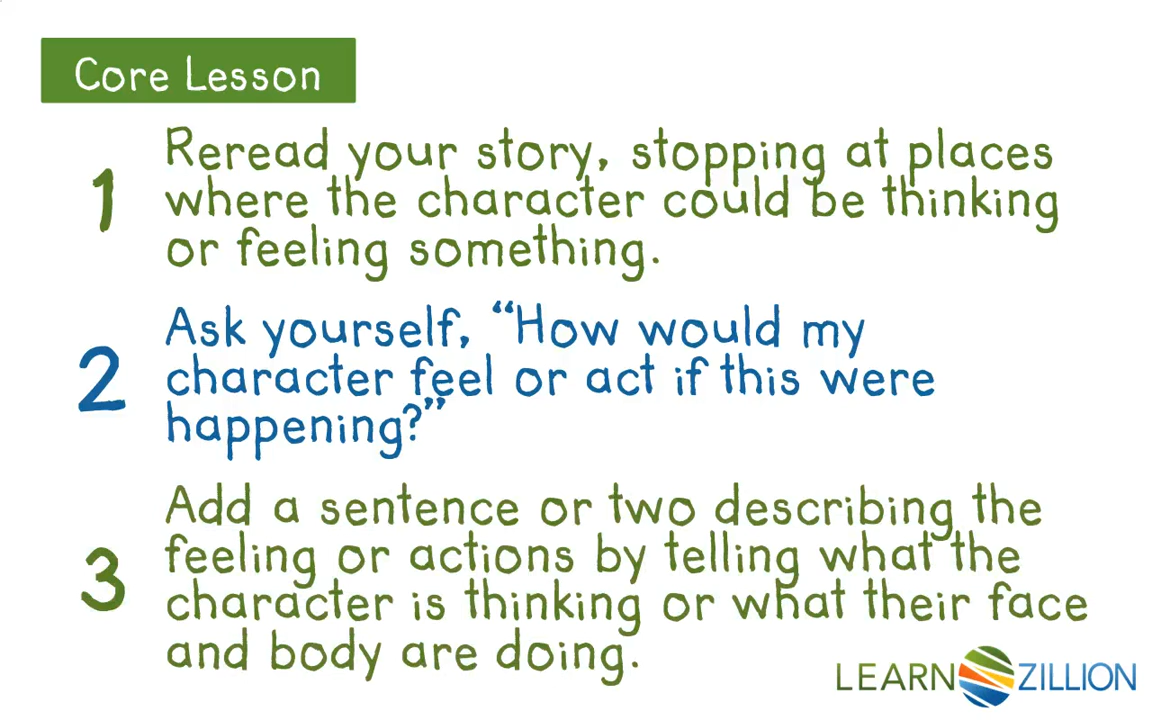 Core Lesson
1
Reread your story, stopping at places
where the character could be thinking
or feeling something.
2
Ask yourself, “How would my
character feel or act if this were
happening?”
3
Add a sentence or two describing the
feeling or actions by telling what the
character is thinking or what their face
and body are doing.
LEARN ZILLION